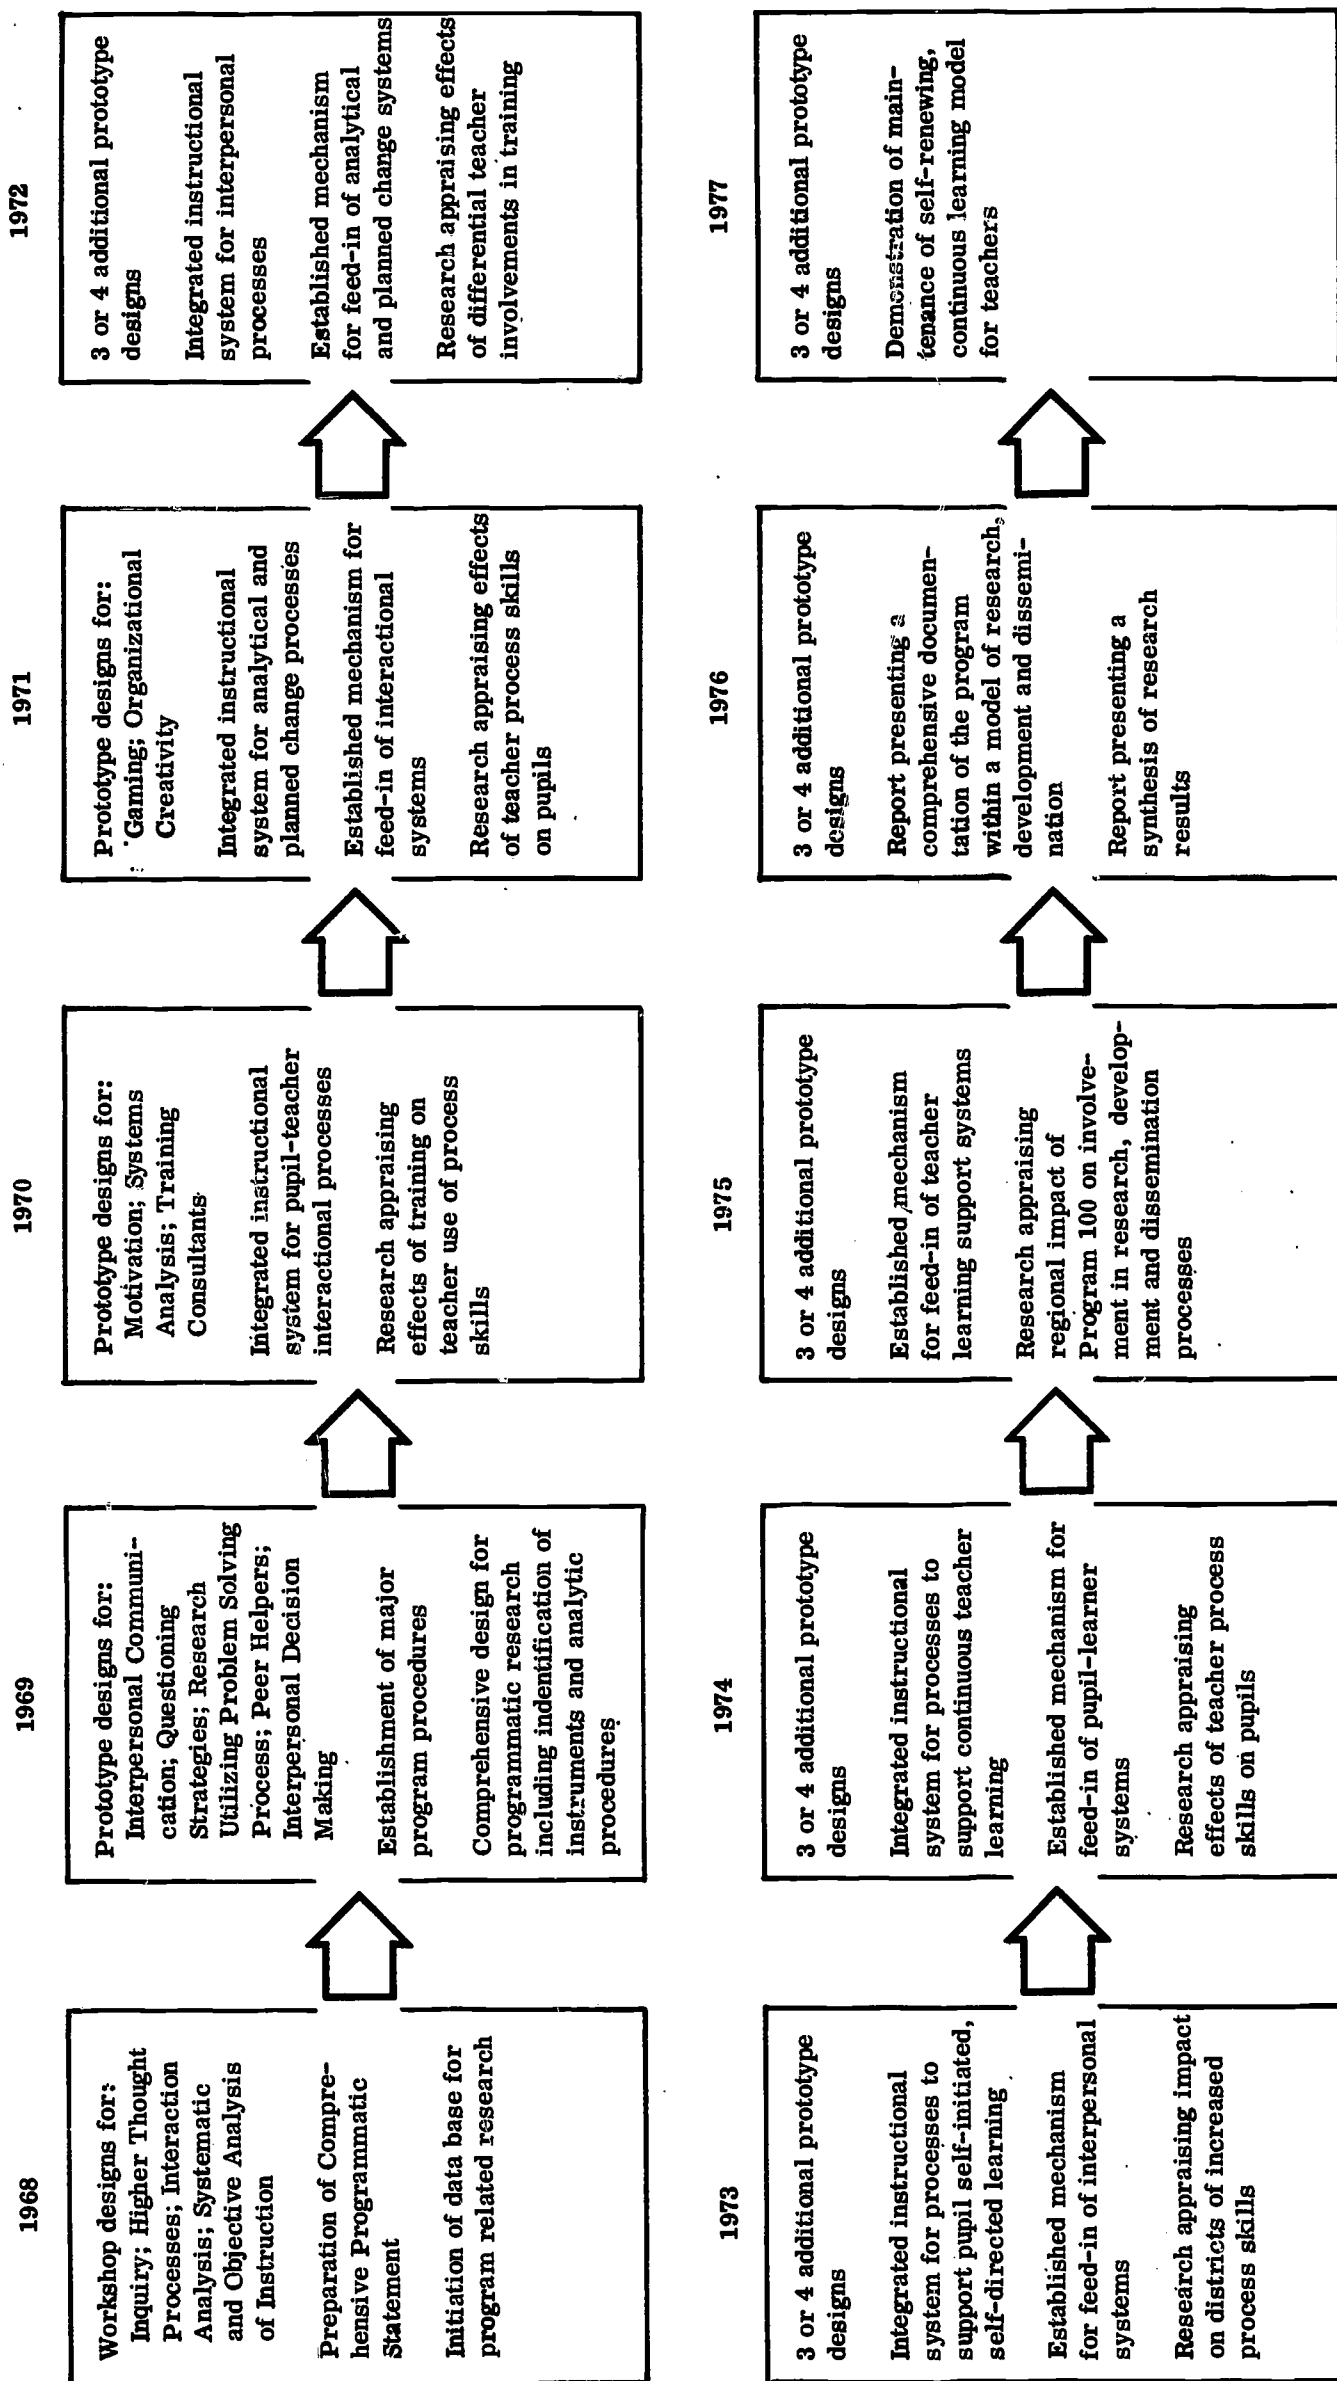 1968
Workshop designs for:
Inquiry; Higher Thought
Processes; Interaction
Analysis; Systematic
and Objective Analysis
of Instruction
Preparation of Compre-
hensive Programmatic
Statement
Initiation of data base for
program related research
1969
Prototype designs for:
Interpersonal Communi-
cation; Questioning
Strategies; Research
Utilizing Problem Solving
Process; Peer Helpers;
Interpersonal Decision
Making
Establishment of major
program procedures
Comprehensive design for
programmatic research
including indentification of
instruments and analytic
procedures
1970
Prototype designs for:
Motivation; Systems
Analysis; Training
Consultants
Integrated instructional
system for pupil-teacher
interactional processes
Research appraising
effects of training on
teacher use of process
skills
1971
Prototype designs for:
Gaming; Organizational
Creativity
Integrated instructional
system for analytical and
planned change processes
Established mechanism for
feed-in of interactional
systems
Research appraising effects
of teacher process skills
on pupils
1972
3 or 4 additional prototype
designs
Integrated instructional
system for interpersonal
processes
Established mechanism
for feed-in of analytical
and planned change systems
Research appraising effects
of differential teacher
involvements in training
1973
3 or 4 additional prototype
designs
Integrated instructional
system for processes to
support pupil self-initiated,
self-directed learning
Established mechanism
for feed-in of interpersonal
systems
Research appraising impact
on districts of increased
process skills
1974
3 or 4 additional prototype
designs
Integrated instructional
system for processes to
support continuous teacher
learning
Established mechanism for
feed-in of pupil-learner
systems
Research appraising
effects of teacher process
skills on pupils
1975
3 or 4 additional prototype
designs
Established mechanism
for feed-in of teacher
learning support systems
Research appraising
regional impact of
Program 100 on involve-
ment in research, develop-
ment and dissemination
processes
1976
3 or 4 additional prototype
designs
Report presenting a
comprehensive documen-
tation of the program
within a model of research,
development and dissemi-
nation
Report presenting a
synthesis of research
results
1977
3 or 4 additional prototype
designs
Demonstration of main-
tenance of self-renewing,
continuous learning model
for teachers